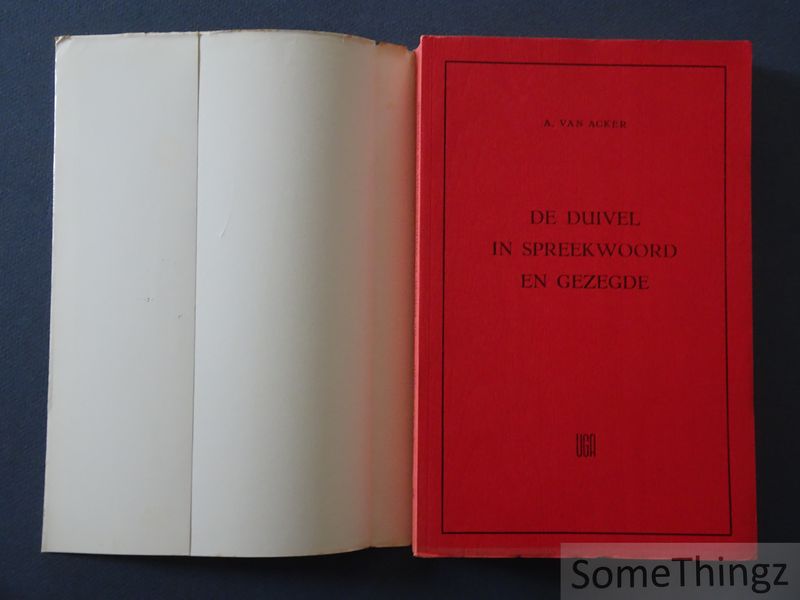 A. VAN ACKER
DE DUIVEL
IN SPREEKWOORD
EN GEZEGDE
UGA
SomeThingz